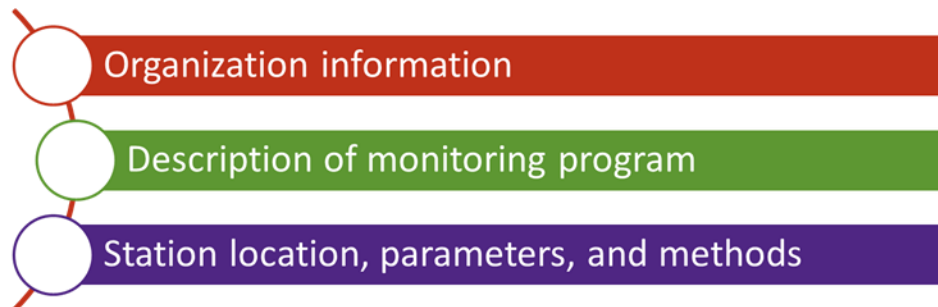 Organization information
Description of monitoring program
Station location, parameters, and methods